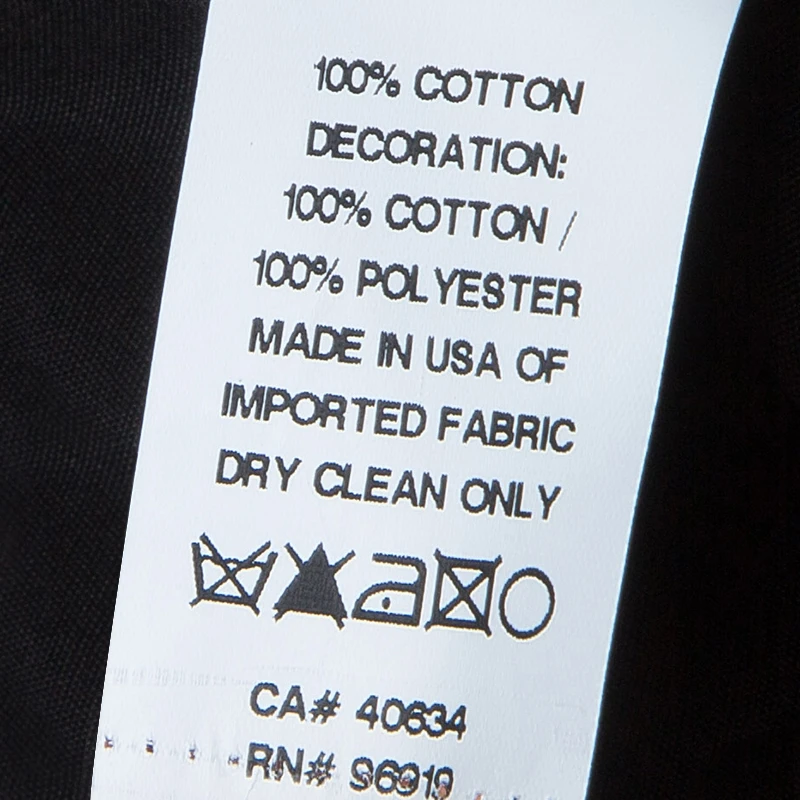 100% COTTON
DECORATION:
100% COTTON /
100% POLYESTER
MADE IN USA OF
IMPORTED FABRIC
DRY CLEAN ONLY
CA# 40634
RN# 96919